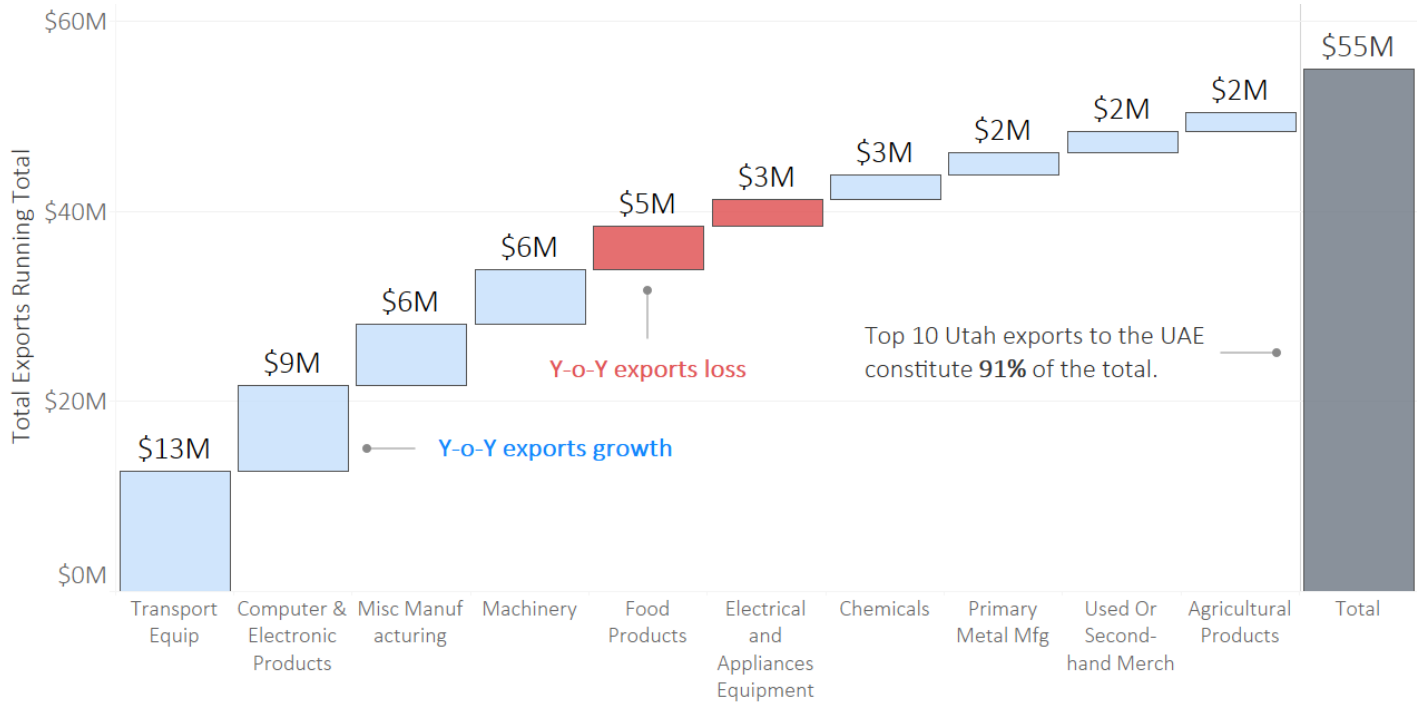 $60M
$40M
$20M
$0M
Total Exports Running Total
$13M
$9M
$6M
$6M
$5M
$3M
$3M
$2M
$2M
$2M
$55M
Y-o-Y exports loss
Y-o-Y exports growth
Top 10 Utah exports to the UAE
constitute 91% of the total.
Transport
Equip
Computer &
Electronic
Products
Misc Manuf
acturing
Machinery
Food
Products
Electrical
and
Appliances
Equipment
Chemicals
Primary
Metal Mfg
Used Or
Second-
hand Merch
Agricultural
Products
Total